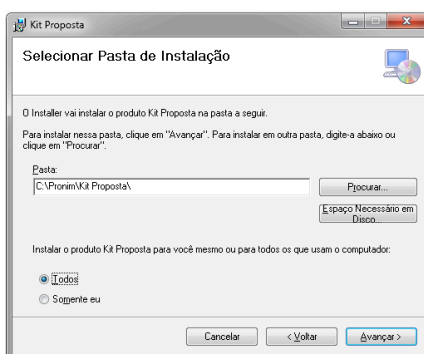 Kit Proposta
Selecionar Pasta de Instalação
O Installer vai instalar o produto Kit Proposta na pasta a seguir.
Para instalar nessa pasta, clique em "Avançar". Para instalar em outra pasta, digite-a abaixo ou
clique em "Procurar".
Pasta:
C:\Pronim\Kit Proposta\
Procurar...
Espaço Necessário em
Disco...
Instalar o produto Kit Proposta para você mesmo ou para todos os que usam o computador:
Todos
Somente eu
Cancelar
< Voltar
Avançar >